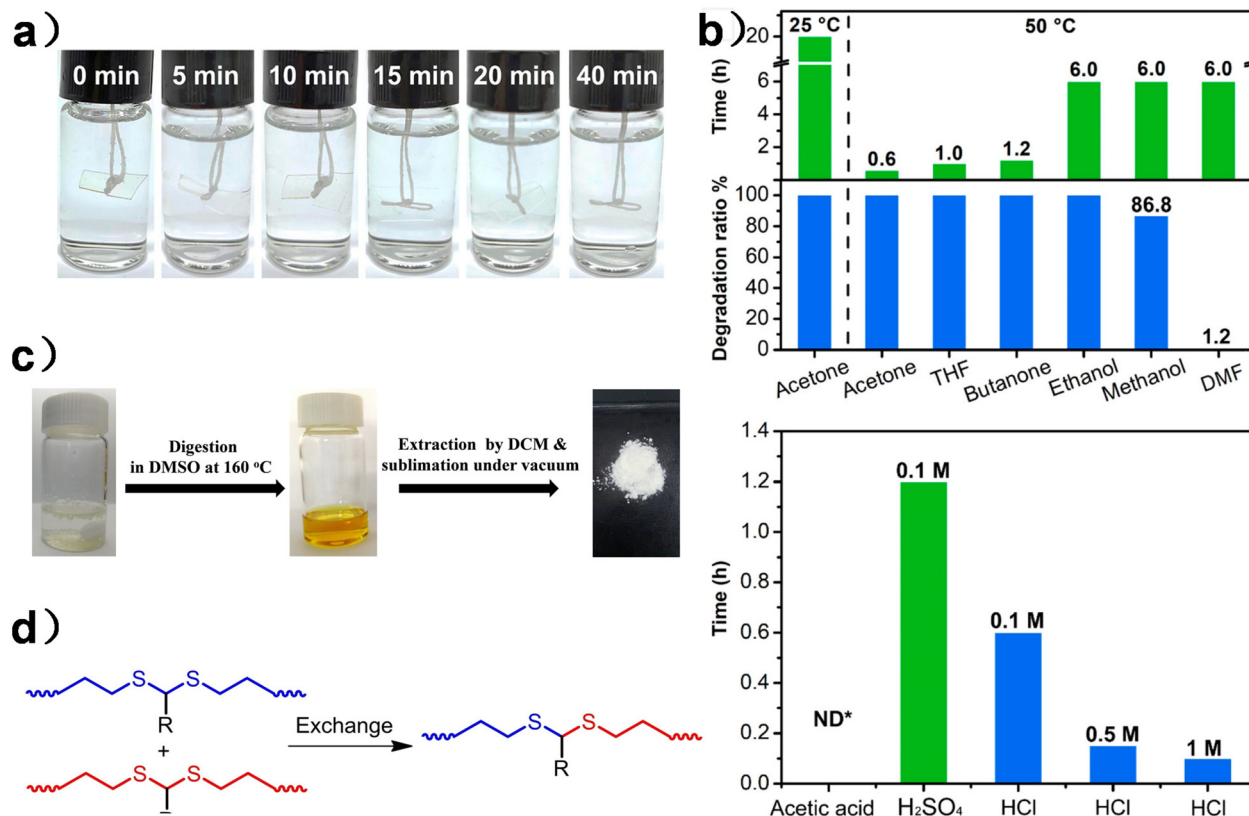 a)
0 min 5 min 10 min 15 min 20 min 40 min
b)
25 °C 50 °C
Time (h)
20
6
4
2
0.6 1.0 1.2 6.0 6.0 6.0
Degradation ratio %
100
80
60
40
20
0
86.8
1.2
Acetone Acetone THF Butanone Ethanol Methanol DMF
c)
Digestion
in DMSO at 160 °C
Extraction by DCM &
sublimation under vacuum
Time (h)
1.4
1.2
1.0
0.8
0.6
0.4
0.2
0.0
ND*
0.1 M
0.1 M
0.5 M
1 M
Acetic acid H₂SO₄ HCl HCl HCl
d)
S S
R
+
S S
Exchange
S S
R